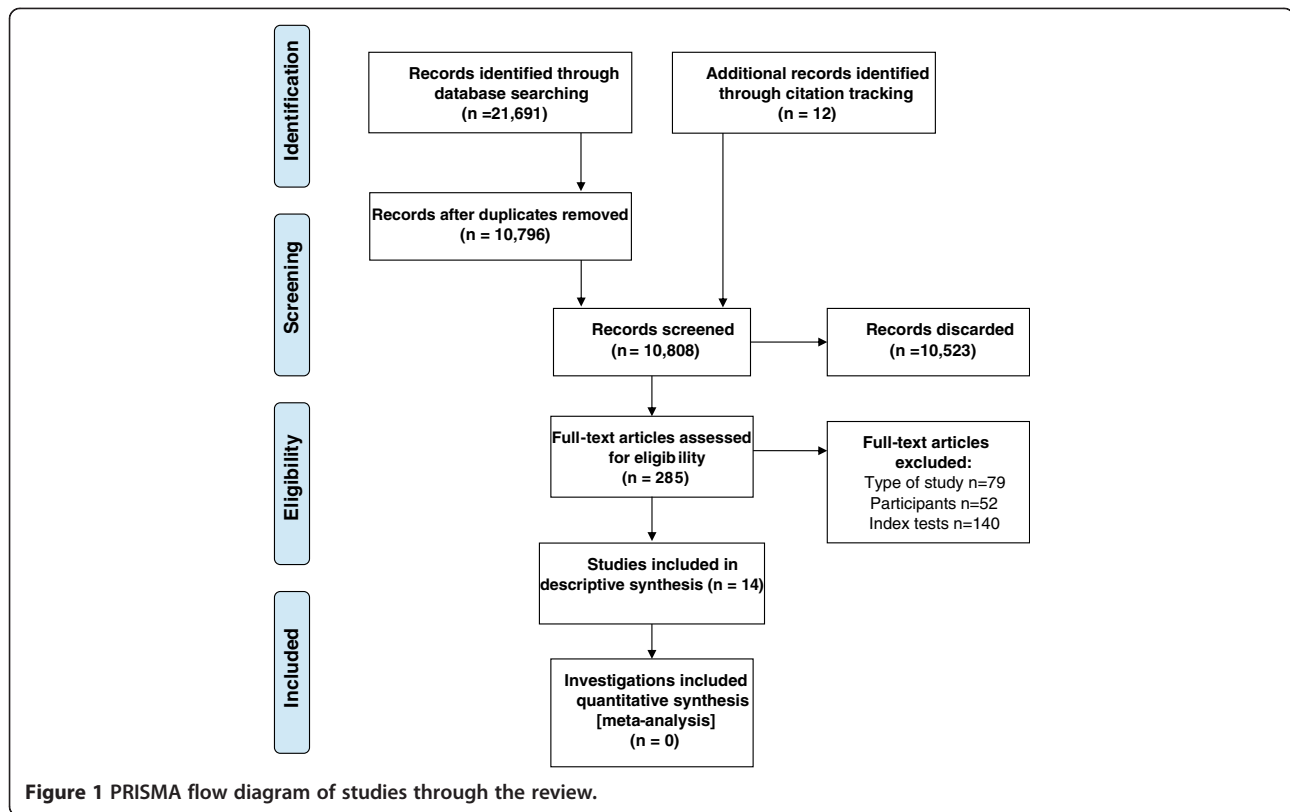 Identification
Records identified through
database searching
(n =21,691)
Additional records identified
through citation tracking
(n = 12)
Screening
Records after duplicates removed
(n = 10,796)
Records screened
(n = 10,808)
Records discarded
(n =10,523)
Eligibility
Full-text articles assessed
for eligibility
(n = 285)
Full-text articles
excluded:
Type of study n=79
Participants n=52
Index tests n=140
Studies included in
descriptive synthesis (n = 14)
Included
Investigations included
quantitative synthesis
[meta-analysis]
(n = 0)
Figure 1 PRISMA flow diagram of studies through the review.